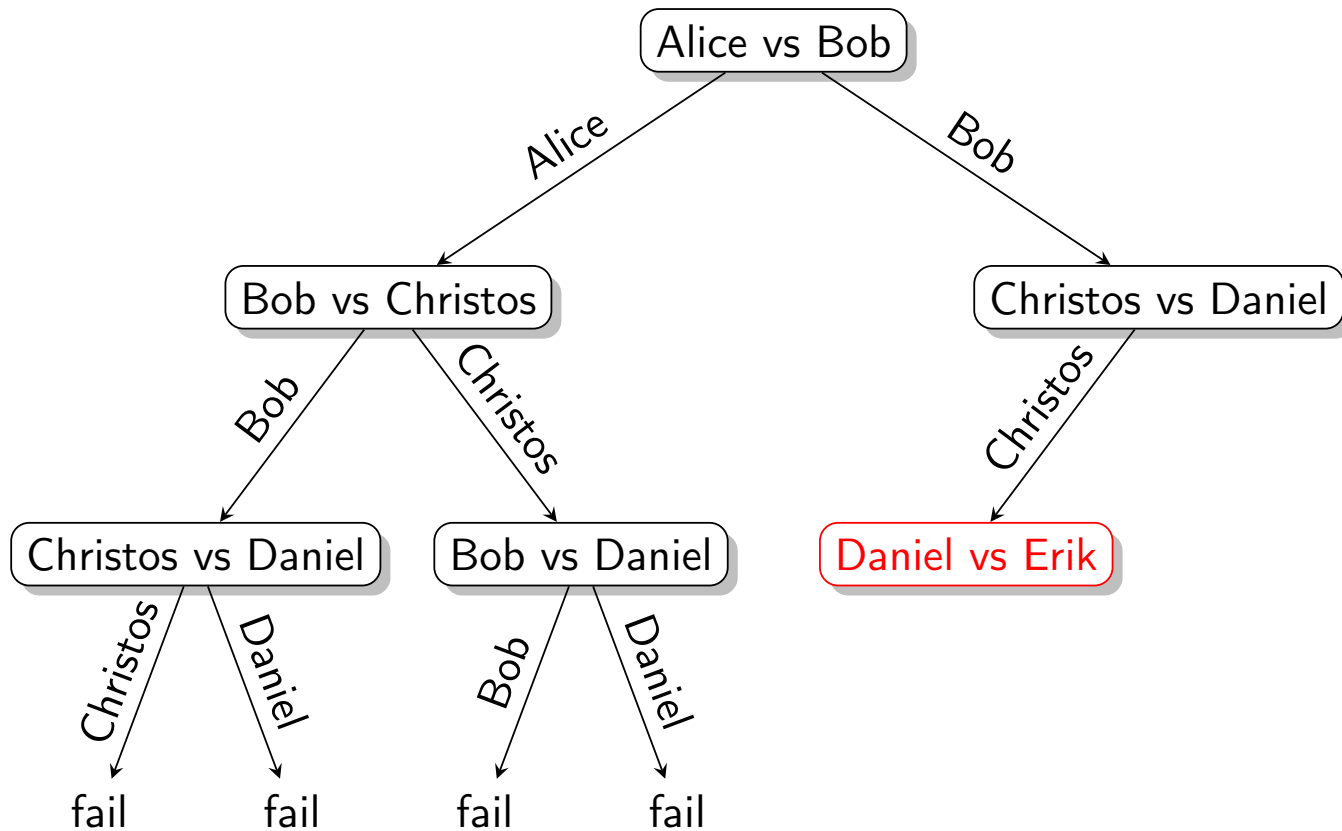 Alice vs Bob
Alice
Bob
Bob vs Christos
Christos vs Daniel
Bob
Christos
Christos
Christos vs Daniel
Bob vs Daniel
Daniel vs Erik
Christos
Daniel
Bob
Daniel
fail
fail
fail
fail